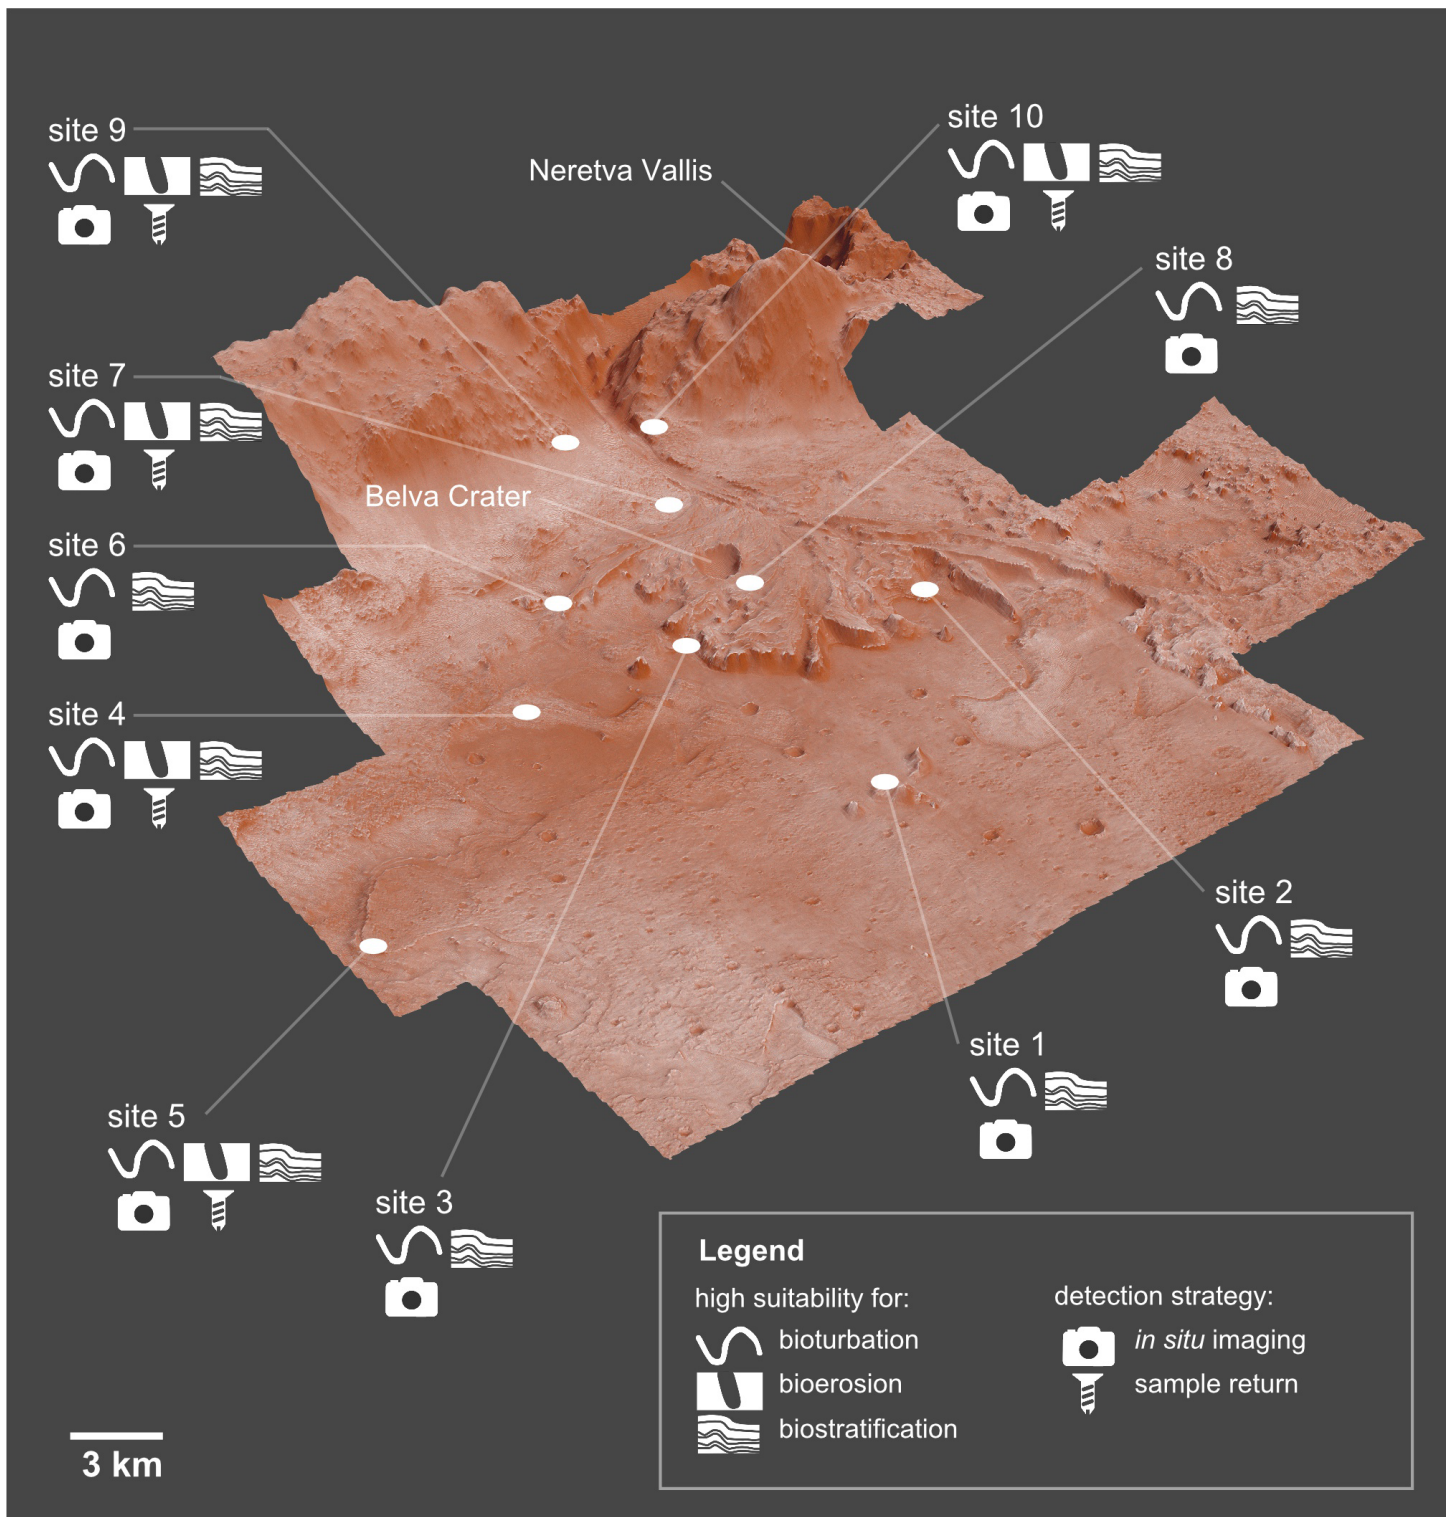 site 9
site 10
Neretva Vallis
site 8
site 7
Belva Crater
site 6
site 4
site 2
site 1
site 5
site 3
Legend
high suitability for:
bioturbation
bioerosion
biostratification
detection strategy:
in situ imaging
sample return
3 km